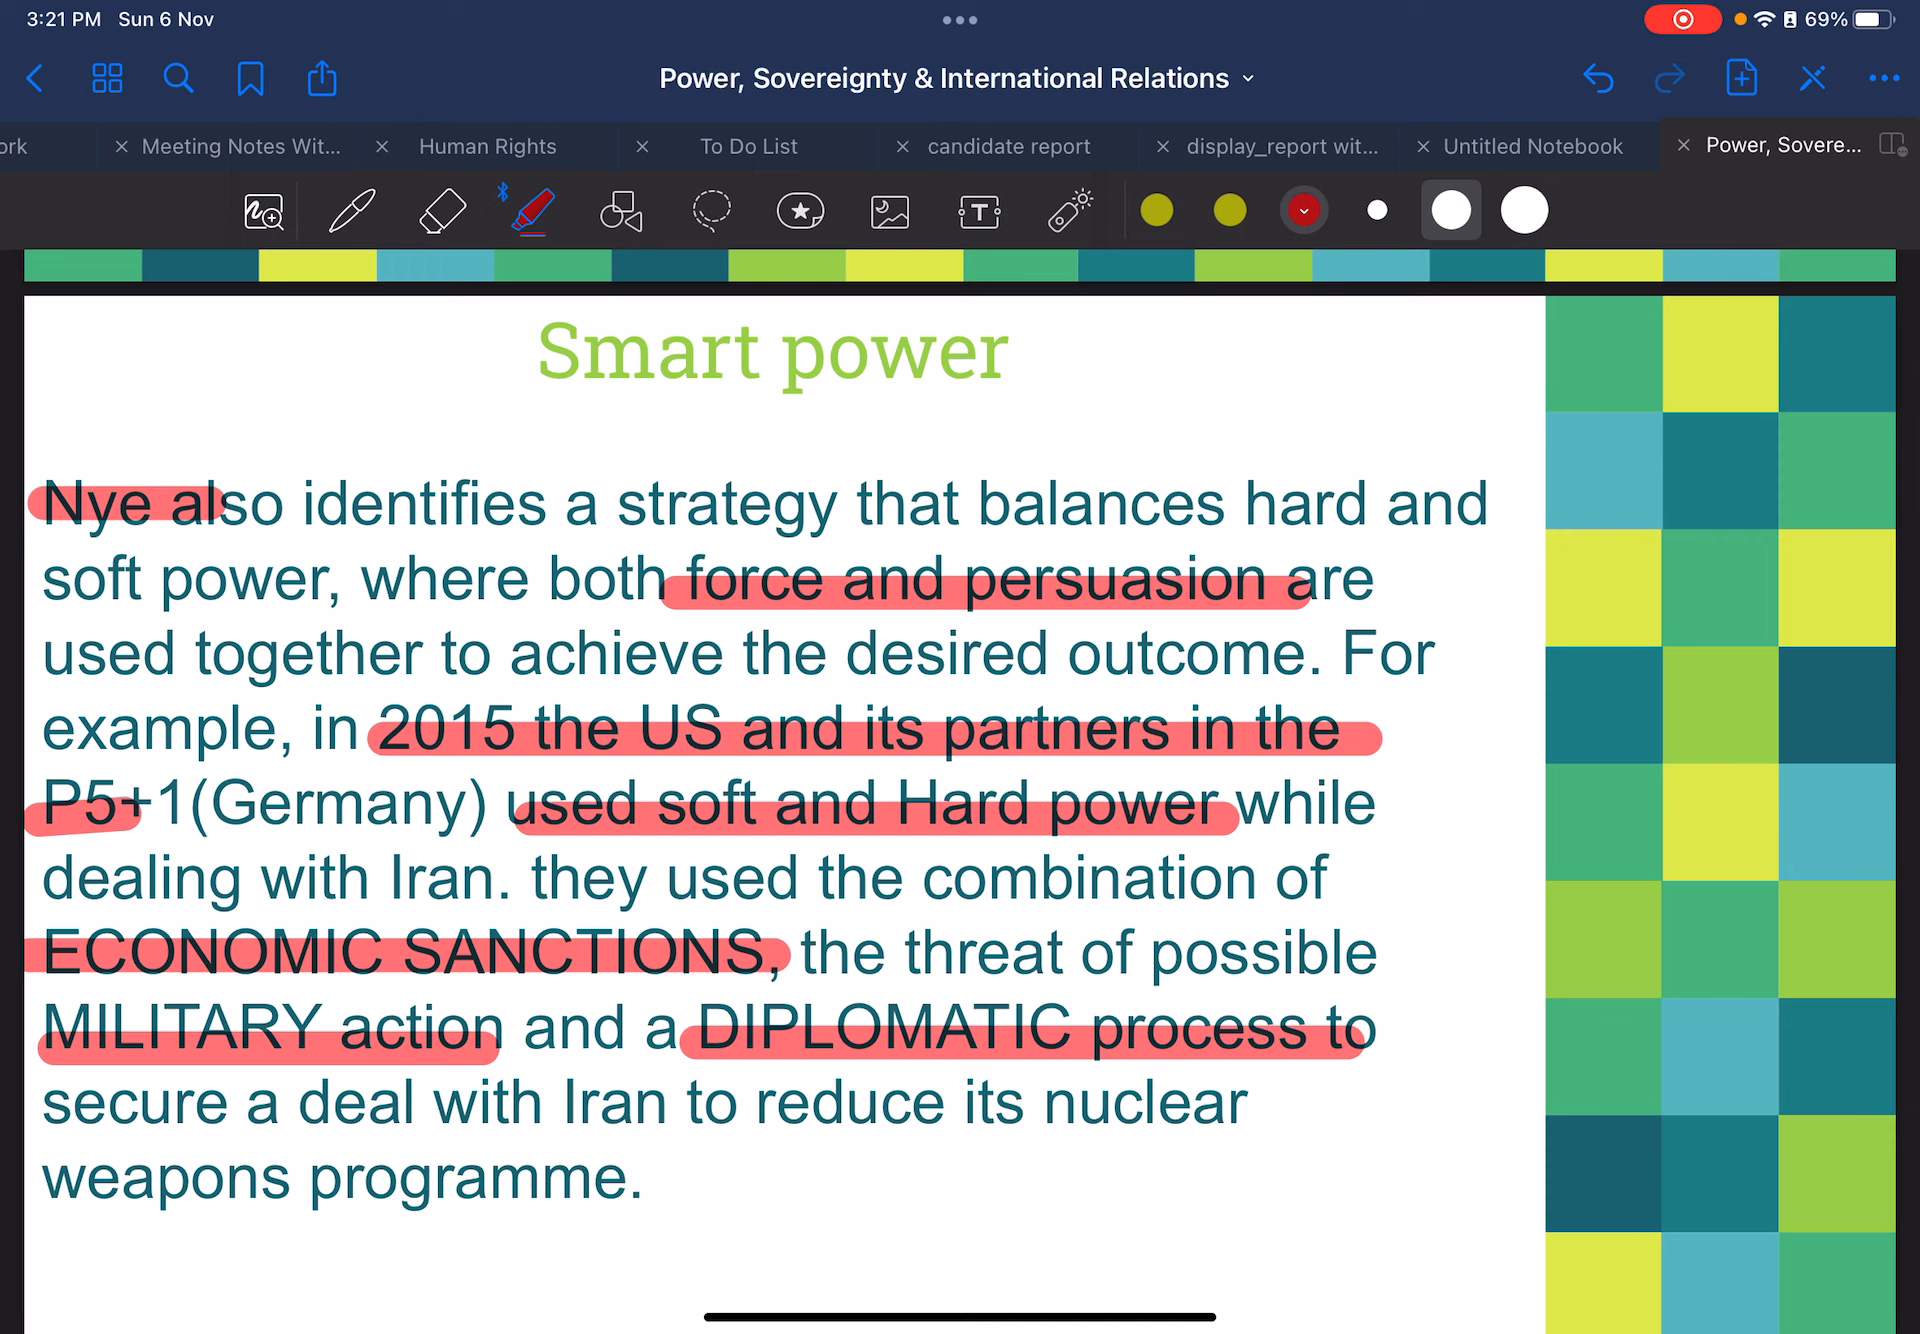 3:21 PM Sun 6 Nov
69%
Power, Sovereignty & International Relations
ork
Meeting Notes Wit...
Human Rights
To Do List
candidate report
display_report wit...
Untitled Notebook
Power, Sovere...
T
Smart power
Nye also identifies a strategy that balances hard and
soft power, where both force and persuasion are
used together to achieve the desired outcome. For
example, in 2015 the US and its partners in the
P5+1(Germany) used soft and Hard power while
dealing with Iran. they used the combination of
ECONOMIC SANCTIONS, the threat of possible
MILITARY action and a DIPLOMATIC process to
secure a deal with Iran to reduce its nuclear
weapons programme.